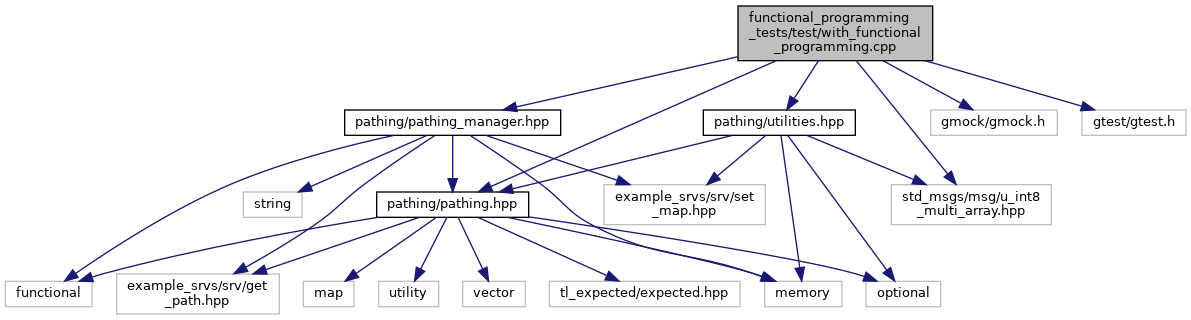 functional_programming
_tests/test/with_functional
_programming.cpp
pathing/pathing_manager.hpp
pathing/utilities.hpp
gmock/gmock.h
gtest/gtest.h
string
pathing/pathing.hpp
example_srvs/srv/set
_map.hpp
std_msgs/msg/u_int8
_multi_array.hpp
functional
example_srvs/srv/get
_path.hpp
map
utility
vector
tl_expected/expected.hpp
memory
optional